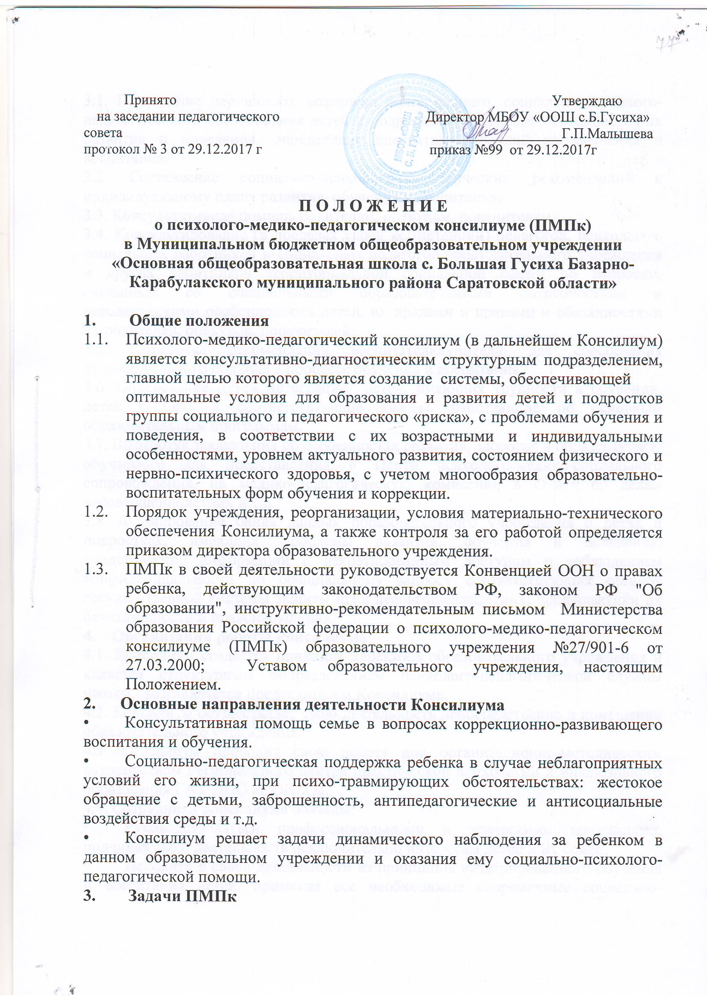 77
Принято
на заседании педагогического
совета
протокол № 3 от 29.12.2017 г
Утверждаю
Директор МБОУ «ООШ с.Б.Гусиха»
Г.П.Малышева
приказ №99 от 29.12.2017г
МБОУ «ООШ
С. Б. ГУСИХА»
П О Л О Ж Е Н И Е
о психолого-медико-педагогическом консилиуме (ПМПк)
в Муниципальном бюджетном общеобразовательном учреждении
«Основная общеобразовательная школа с. Большая Гусиха Базарно-
Карабулакского муниципального района Саратовской области»
1. Общие положения
1.1. Психолого-медико-педагогический консилиум (в дальнейшем Консилиум)
является консультативно-диагностическим структурным подразделением,
главной целью которого является создание системы, обеспечивающей
оптимальные условия для образования и развития детей и подростков
группы социального и педагогического «риска», с проблемами обучения и
поведения, в соответствии с их возрастными и индивидуальными
особенностями, уровнем актуального развития, состоянием физического и
нервно-психического здоровья, с учетом многообразия образовательно-
воспитательных форм обучения и коррекции.
1.2. Порядок учреждения, реорганизации, условия материально-технического
обеспечения Консилиума, а также контроля за его работой определяется
приказом директора образовательного учреждения.
1.3. ПМПк в своей деятельности руководствуется Конвенцией ООН о правах
ребенка, действующим законодательством РФ, законом РФ "Об
образовании", инструктивно-рекомендательным письмом Министерства
образования Российской федерации о психолого-медико-педагогическом
консилиуме (ПМПк) образовательного учреждения №27/901-6 от
27.03.2000; Уставом образовательного учреждения, настоящим
Положением.
2. Основные направления деятельности Консилиума
• Консультативная помощь семье в вопросах коррекционно-развивающего
воспитания и обучения.
• Социально-педагогическая поддержка ребенка в случае неблагоприятных
условий его жизни, при психо-травмирующих обстоятельствах: жестокое
обращение с детьми, заброшенность, антипедагогические и антисоциальные
воздействия среды и т.д.
• Консилиум решает задачи динамического наблюдения за ребенком в
данном образовательном учреждении и оказания ему социально-психолого-
педагогической помощи.
3. Задачи ПМПк